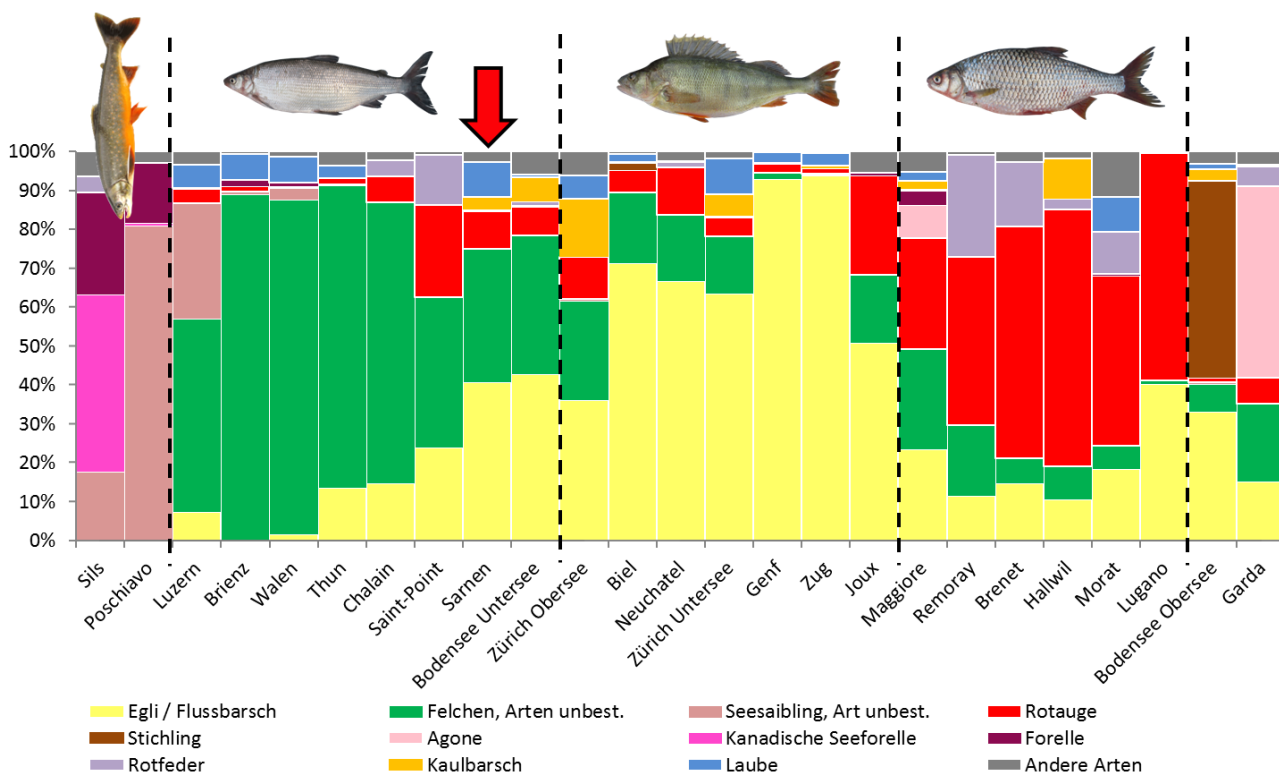 100%
90%
80%
70%
60%
50%
40%
30%
20%
10%
0%
Sils
Poschiavo
Luzern
Brienz
Walen
Thun
Chalain
Saint-Point
Sarnen
Bodensee Untersee
Zürich Obersee
Biel
Neuchatel
Zürich Untersee
Genf
Zug
Joux
Maggiore
Remoray
Brenet
Hallwil
Morat
Lugano
Bodensee Obersee
Garda
Egli / Flussbarsch
Felchen, Arten unbest.
Seesaibling, Art unbest.
Rotauge
Stichling
Agone
Kanadische Seeforelle
Forelle
Rotfeder
Kaulbarsch
Laube
Andere Arten